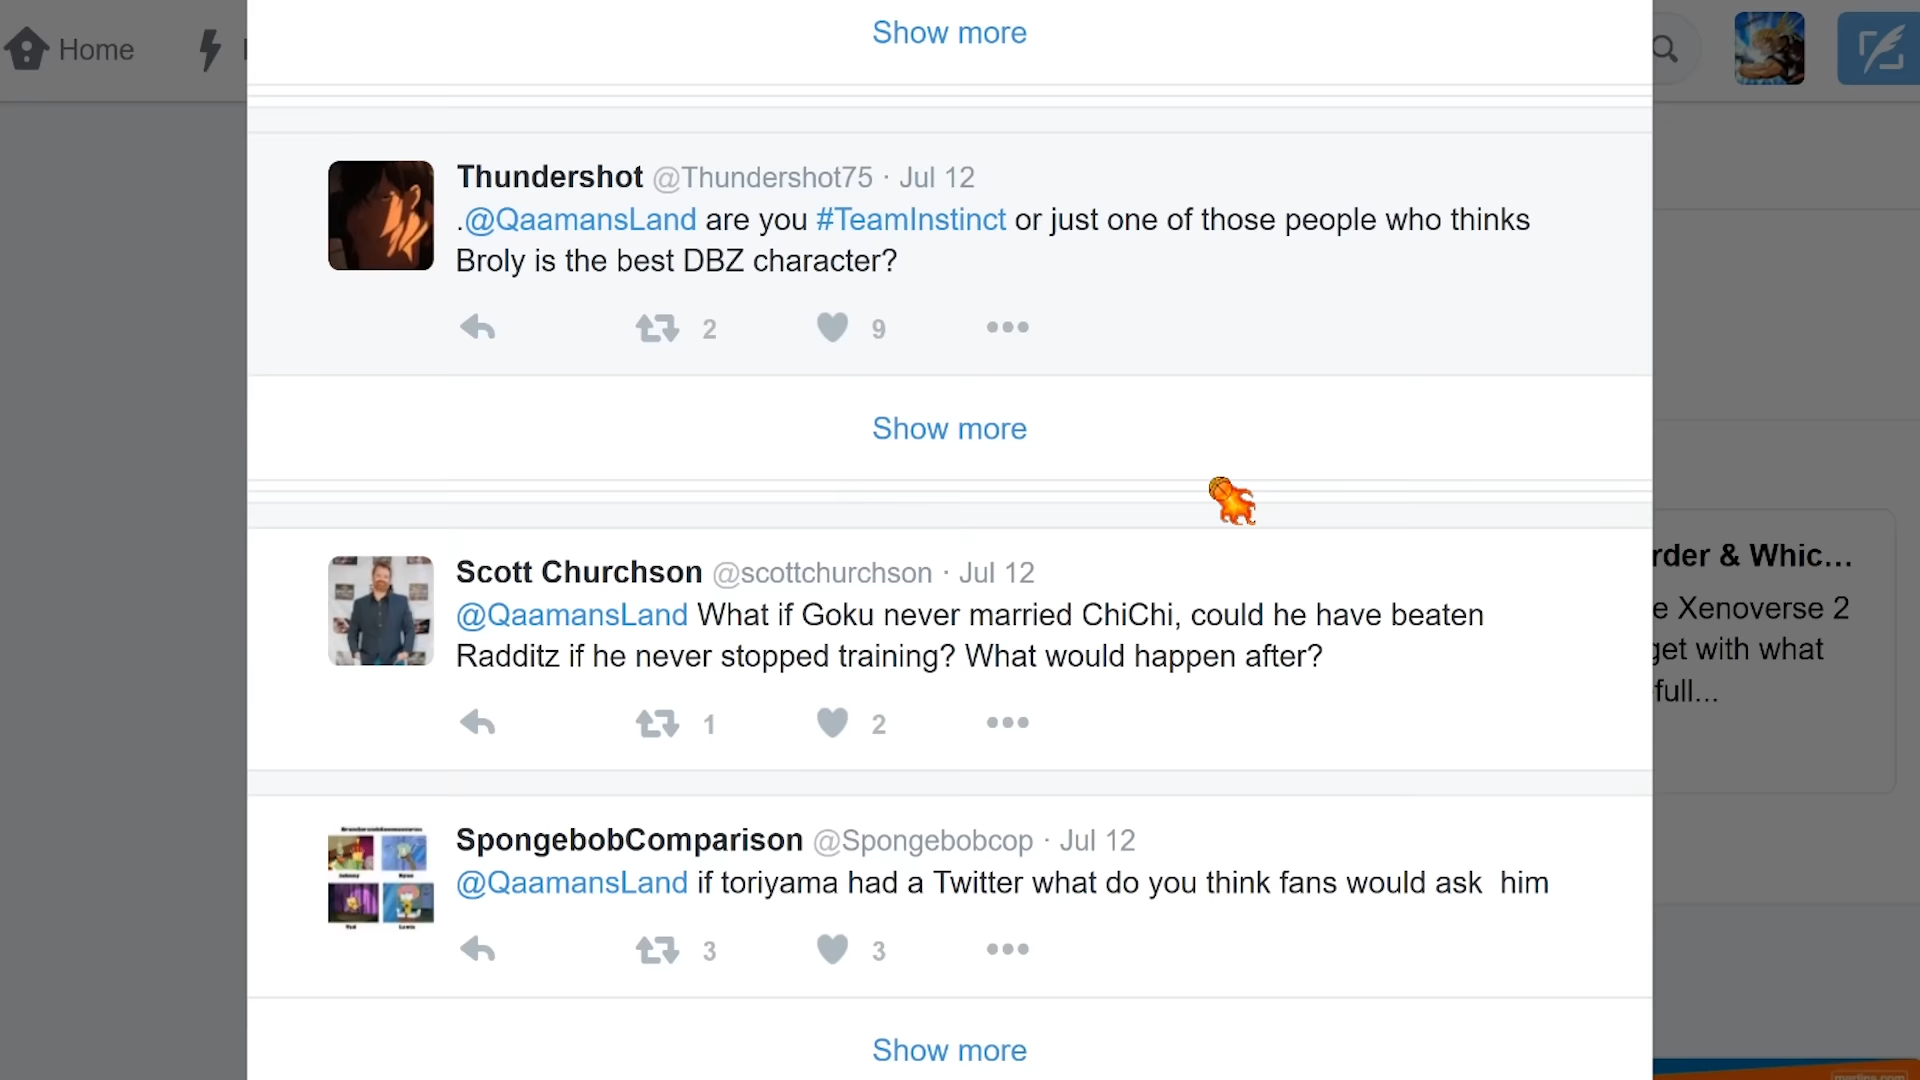 Show more
Home
Thundershot @Thundershot75 · Jul 12
.@QaamansLand are you #TeamInstinct or just one of those people who thinks
Broly is the best DBZ character?
2 9
Show more
Scott Churchson @scottchurchson · Jul 12
@QaamansLand What if Goku never married ChiChi, could he have beaten
Radditz if he never stopped training? What would happen after?
1 2
SpongebobComparison @Spongebobcop · Jul 12
@QaamansLand if toriyama had a Twitter what do you think fans would ask him
3 3
Show more
rder & Whic...
e Xenoverse 2
get with what
full...